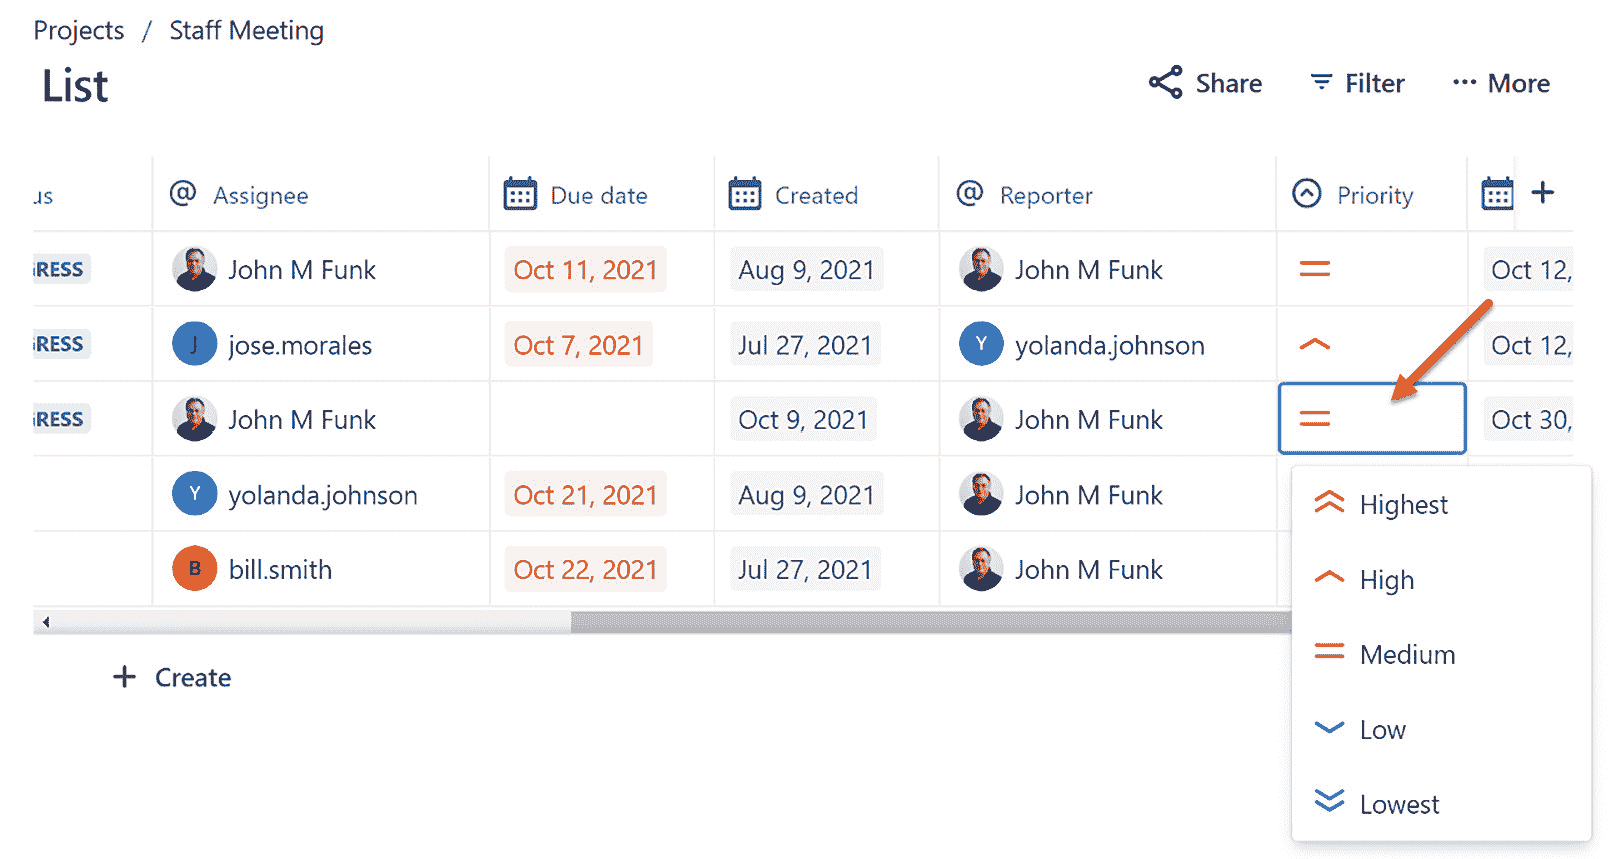 Projects / Staff Meeting
List
Share Filter ··· More
us @ Assignee Due date Created @ Reporter Priority +
GRESS John M Funk Oct 11, 2021 Aug 9, 2021 John M Funk Oct 12,
GRESS J jose.morales Oct 7, 2021 Jul 27, 2021 Y yolanda.johnson Oct 12,
GRESS John M Funk Oct 9, 2021 John M Funk Oct 30,
Y yolanda.johnson Oct 21, 2021 Aug 9, 2021 John M Funk
B bill.smith Oct 22, 2021 Jul 27, 2021 John M Funk
+ Create
Highest
High
Medium
Low
Lowest